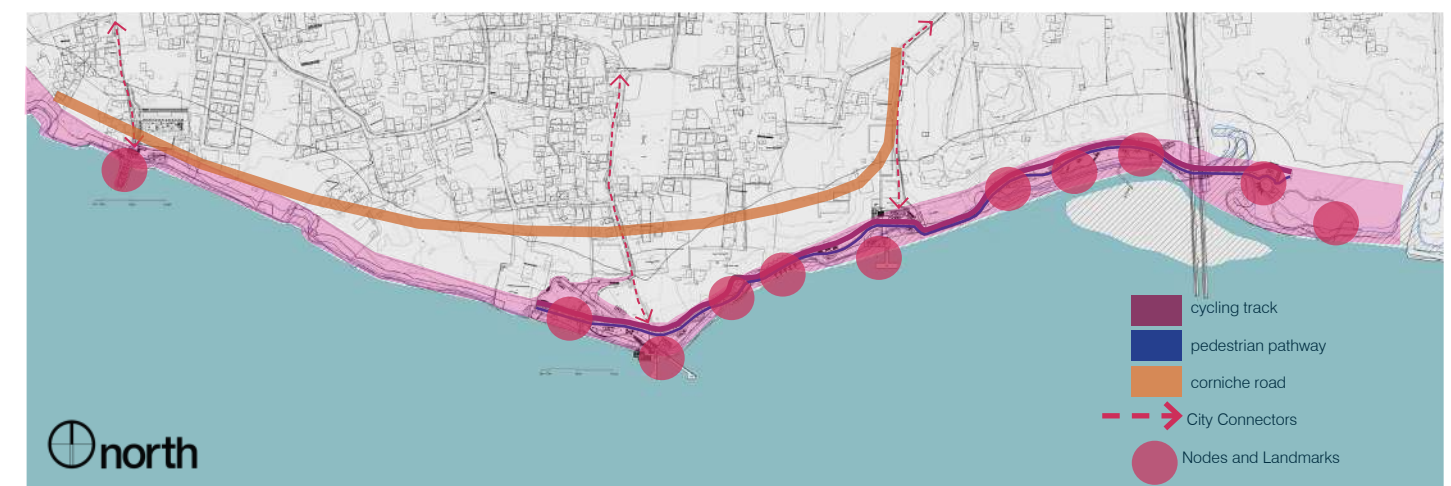 cycling track
pedestrian pathway
corniche road
City Connectors
Nodes and Landmarks
north